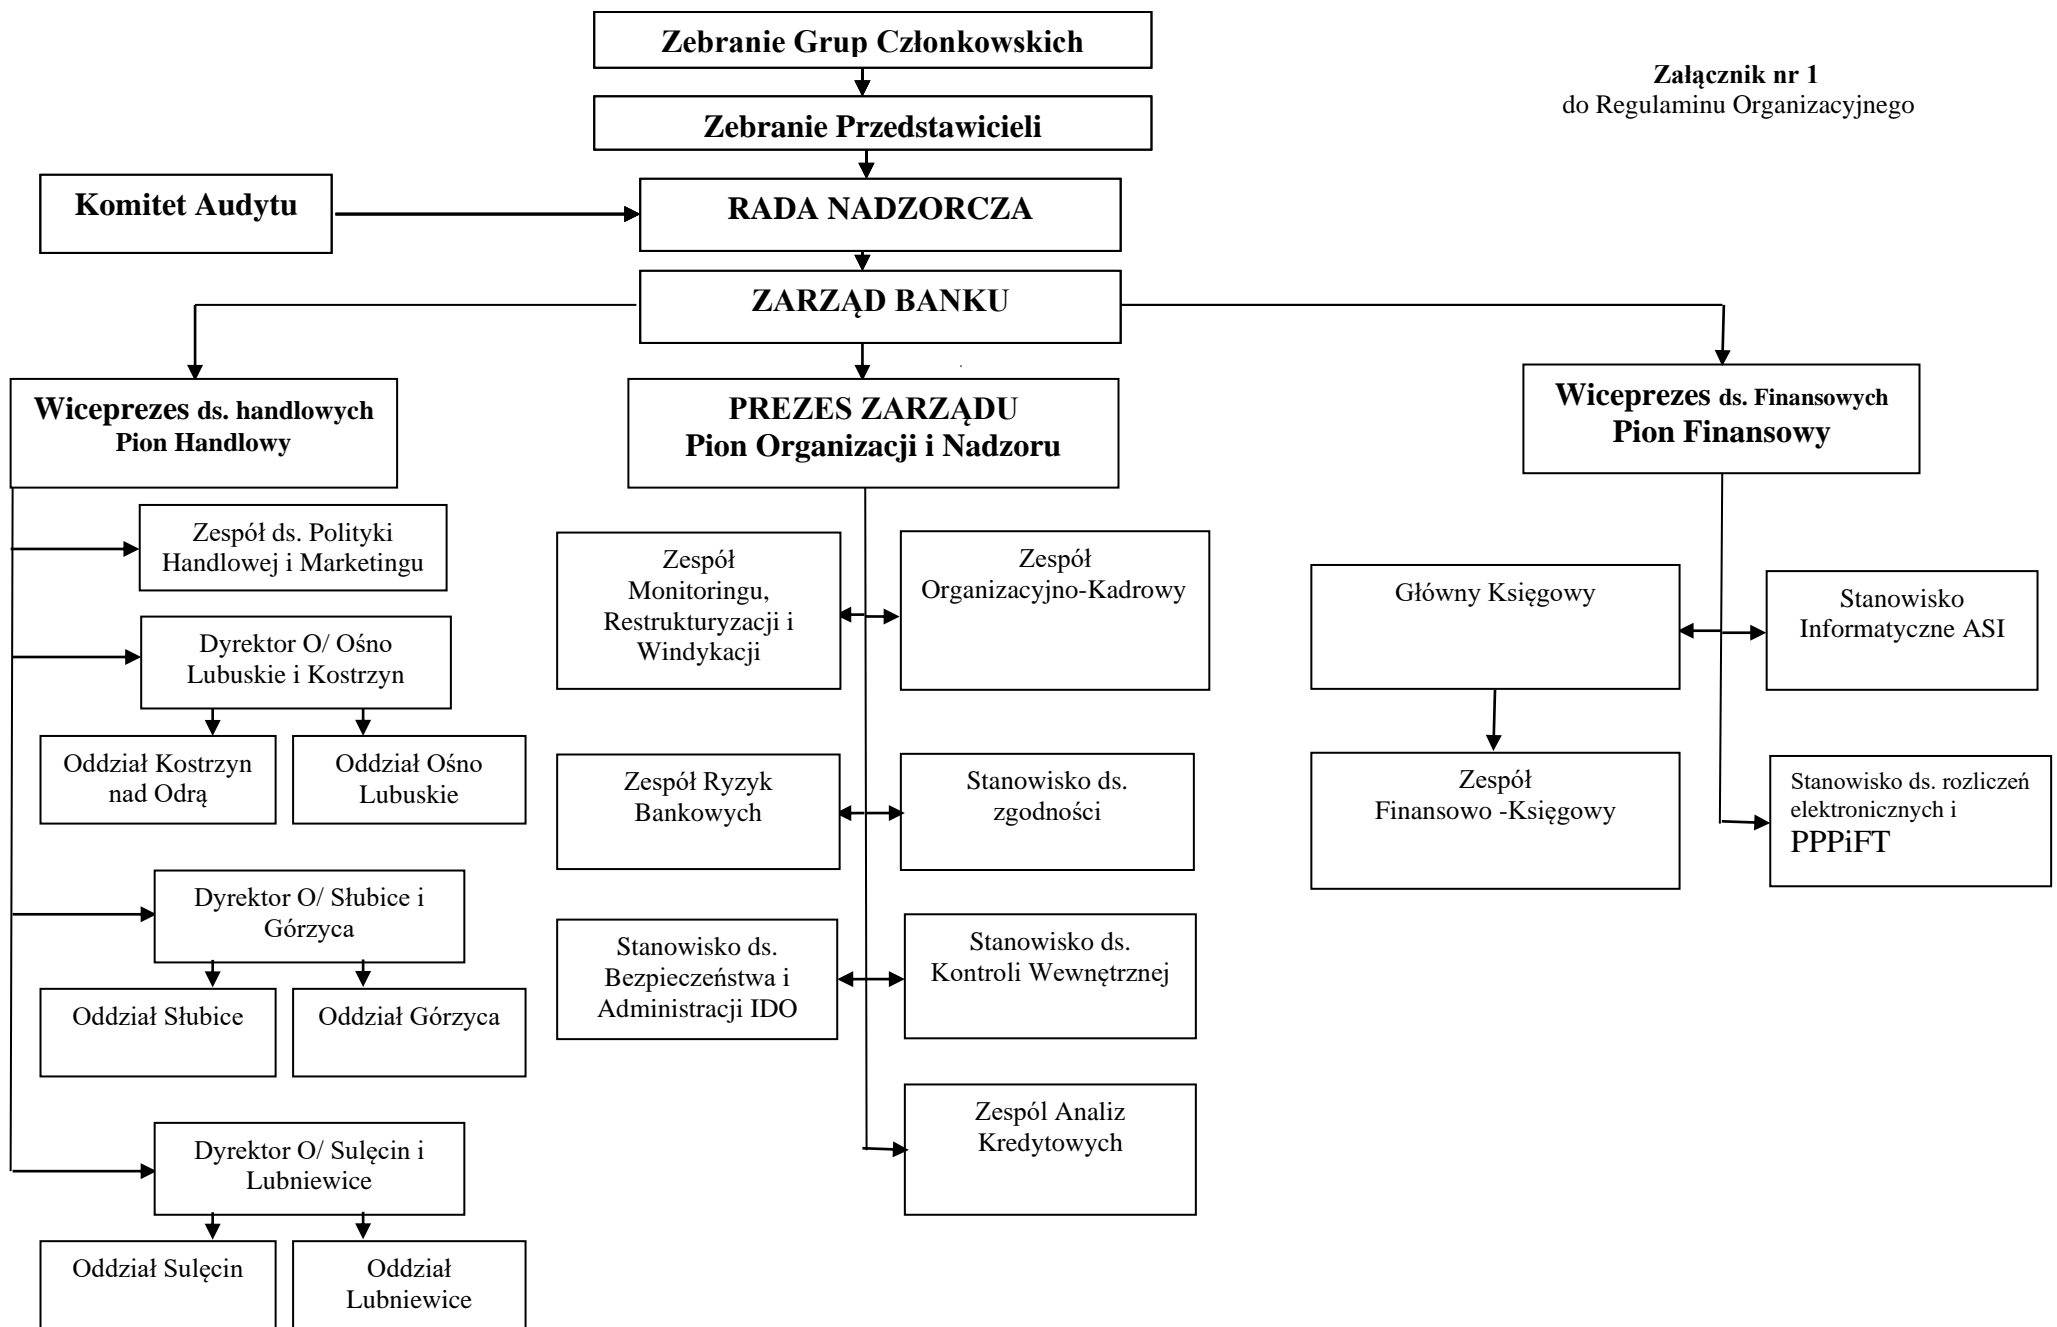 Zebranie Grup Członkowskich
Załącznik nr 1
do Regulaminu Organizacyjnego
Zebranie Przedstawicieli
Komitet Audytu
RADA NADZORCZA
ZARZĄD BANKU
Wiceprezes ds. handlowych
Pion Handlowy
PREZES ZARZĄDU
Pion Organizacji i Nadzoru
Wiceprezes ds. Finansowych
Pion Finansowy
Zespół ds. Polityki
Handlowej i Marketingu
Dyrektor O/ Ośno
Lubuskie i Kostrzyn
Oddział Kostrzyn
nad Odrą
Oddział Ośno
Lubuskie
Dyrektor O/ Słubice i
Górzyca
Oddział Słubice
Oddział Górzyca
Dyrektor O/ Sulęcin i
Lubniewice
Oddział Sulęcin
Oddział
Lubniewice
Zespół
Monitoringu,
Restrukturyzacji i
Windykacji
Zespół
Organizacyjno-Kadrowy
Zespół Ryzyk
Bankowych
Stanowisko ds.
zgodności
Stanowisko ds.
Bezpieczeństwa i
Administracji IDO
Stanowisko ds.
Kontroli Wewnętrznej
Zespól Analiz
Kredytowych
Główny Księgowy
Stanowisko
Informatyczne ASI
Zespół
Finansowo -Księgowy
Stanowisko ds. rozliczeń
elektronicznych i
PPPiFT